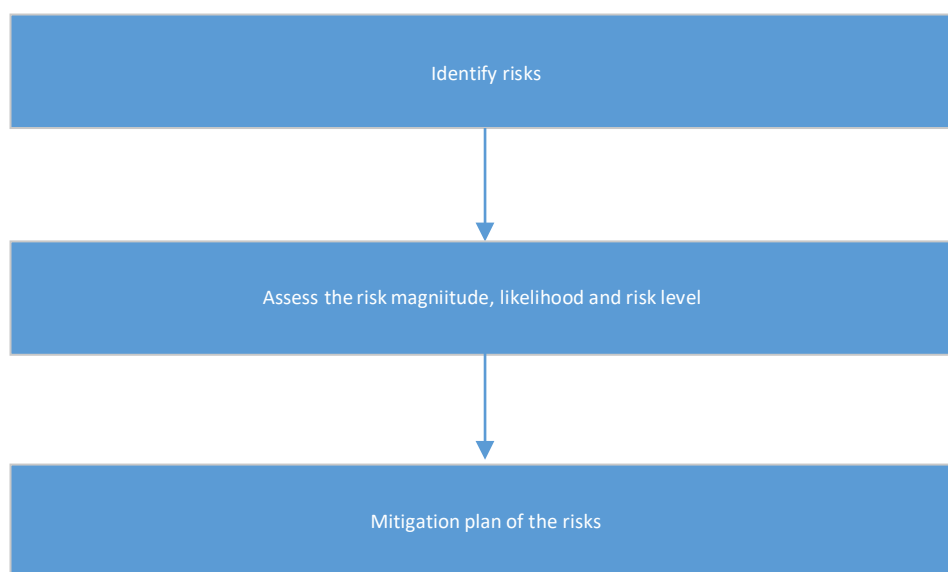 Identify risks
Assess the risk magniitude, likelihood and risk level
Mitigation plan of the risks